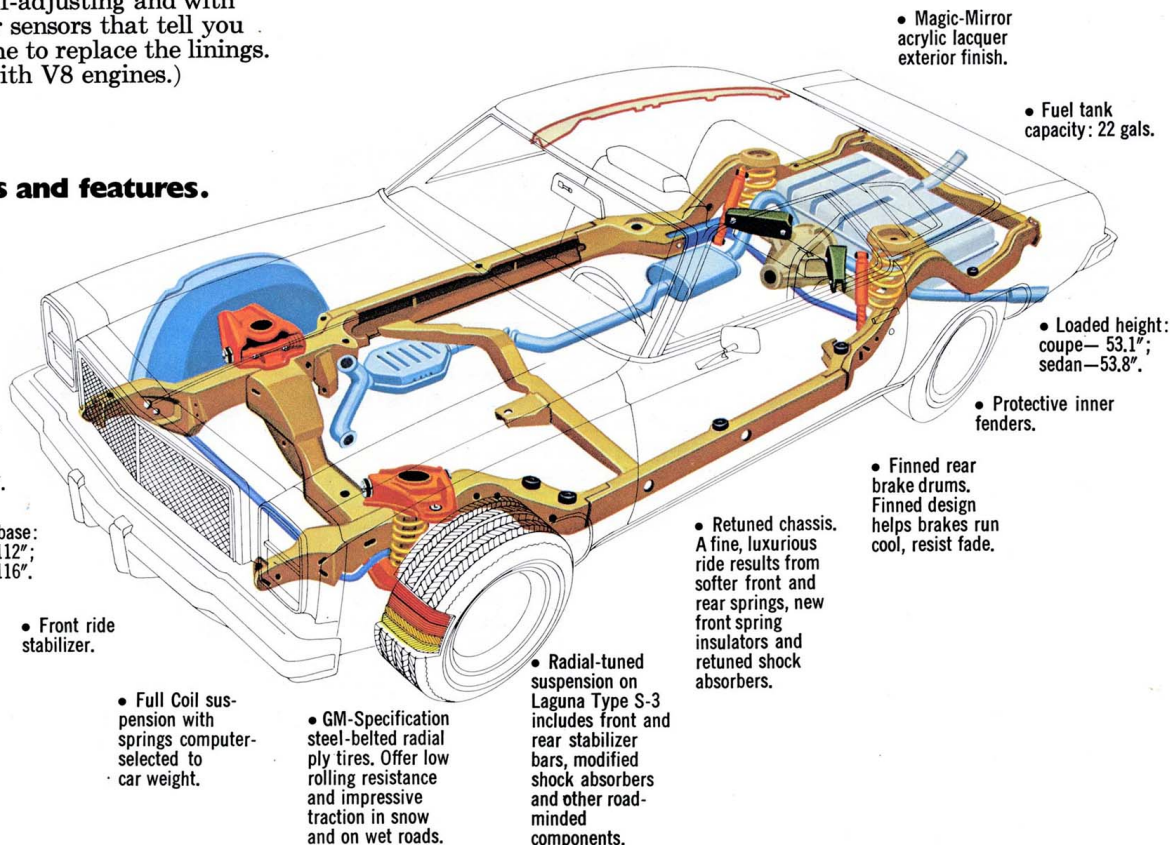 lf-adjusting and with
sensors that tell you
to replace the linings.
ith V8 engines.)
and features.
• Magic-Mirror
acrylic lacquer
exterior finish.
• Fuel tank
capacity: 22 gals.
• Loaded height:
coupe— 53.1″;
sedan—53.8″.
• Protective inner
fenders.
• Finned rear
brake drums.
Finned design
helps brakes run
cool, resist fade.
• Retuned chassis.
A fine, luxurious
ride results from
softer front and
rear springs, new
front spring
insulators and
retuned shock
absorbers.
base:
112″;
116″.
• Front ride
stabilizer.
• Full Coil sus-
pension with
springs computer-
selected to
car weight.
• GM-Specification
steel-belted radial
ply tires. Offer low
rolling resistance
and impressive
traction in snow
and on wet roads.
• Radial-tuned
suspension on
Laguna Type S-3
includes front and
rear stabilizer
bars, modified
shock absorbers
and other road-
minded
components.